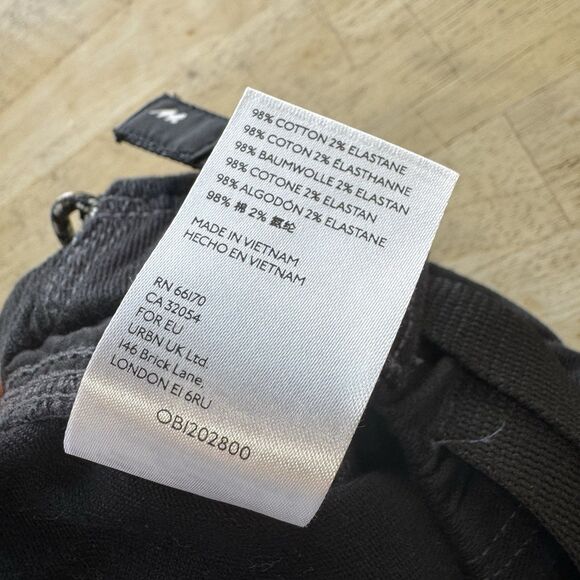 98% COTTON 2% ELASTANE
98% COTON 2% ÉLASTHANNE
98% BAUMWOLLE 2% ELASTAN
98% COTONE 2% ELASTAN
98% ALGODÓN 2% ELASTANE
98% 棉 2% 氨纶
MADE IN VIETNAM
HECHO EN VIETNAM
RN 66170
CA 32054
FOR EU
URBN UK Ltd.
146 Brick Lane,
LONDON E1 6RU
OB1202800
M